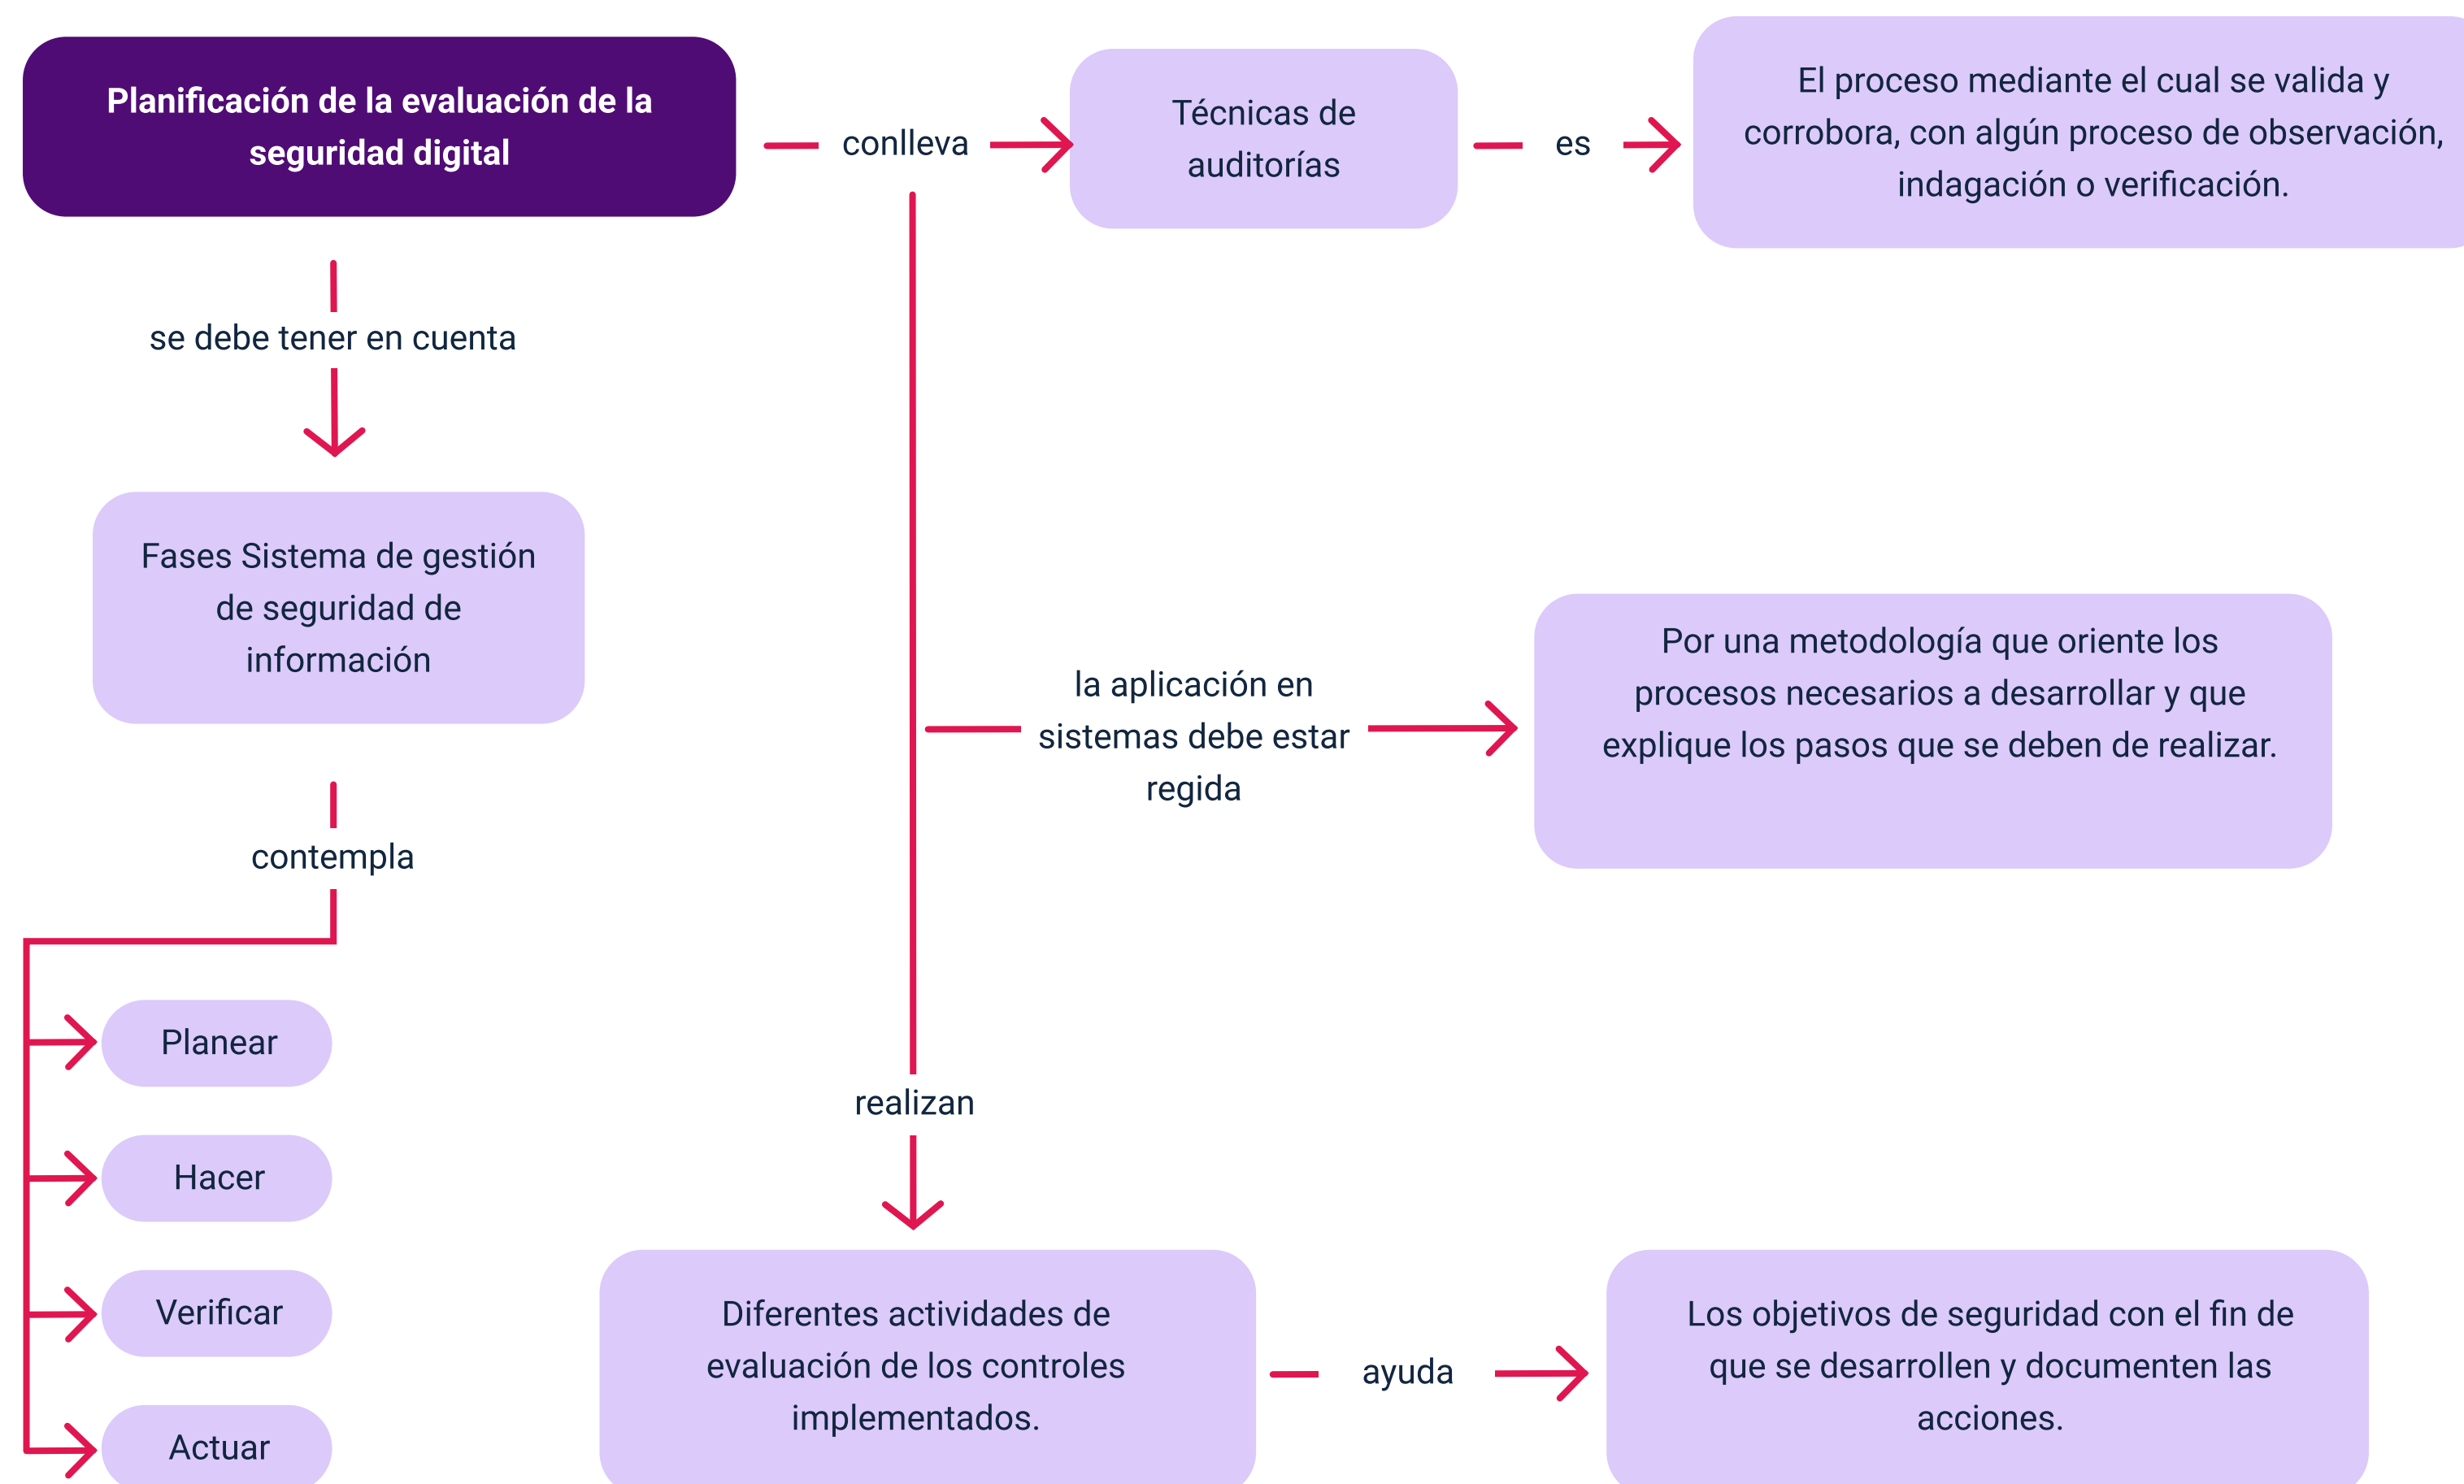 Planificación de la evaluación de la
seguridad digital
conlleva
Técnicas de
auditorías
es
El proceso mediante el cual se valida y
corrobora, con algún proceso de observación,
indagación o verificación.
se debe tener en cuenta
Fases Sistema de gestión
de seguridad de
información
contempla
Planear
Hacer
Verificar
Actuar
la aplicación en
sistemas debe estar
regida
Por una metodología que oriente los
procesos necesarios a desarrollar y que
explique los pasos que se deben de realizar.
realizan
Diferentes actividades de
evaluación de los controles
implementados.
ayuda
Los objetivos de seguridad con el fin de
que se desarrollen y documenten las
acciones.